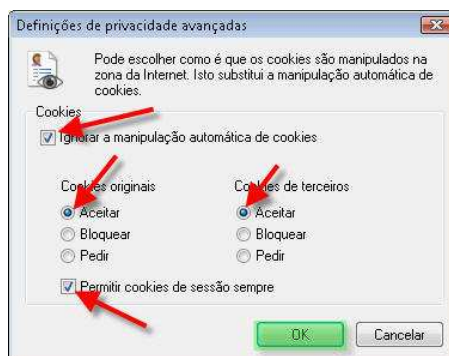 Definições de privacidade avançadas
Pode escolher como é que os cookies são manipulados na
zona da Internet. Isto substitui a manipulação automática de
cookies.
Cookies
Ignorar a manipulação automática de cookies
Cookies originais
Cookies de terceiros
Aceitar
Aceitar
Bloquear
Bloquear
Pedir
Pedir
Permitir cookies de sessão sempre
OK
Cancelar